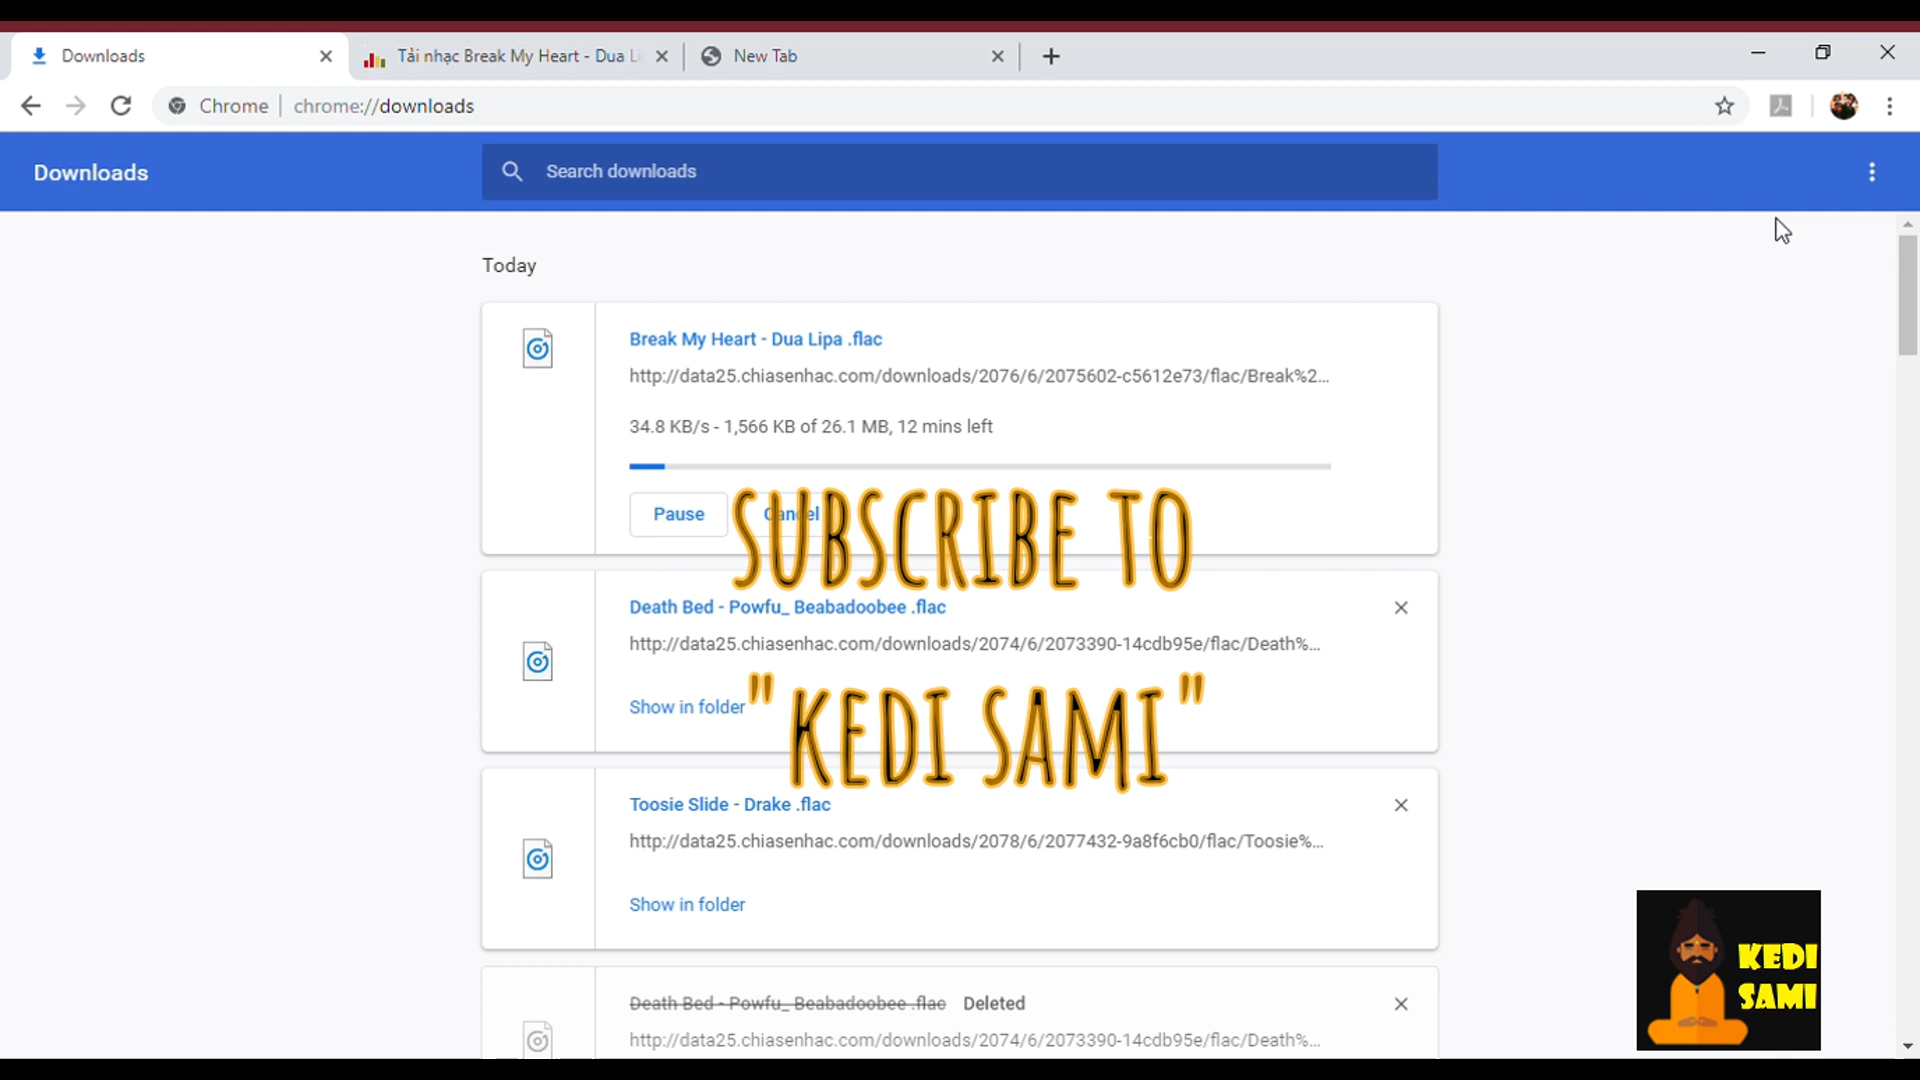 Downloads
Tải nhạc Break My Heart - Dua Li
New Tab
Chrome | chrome://downloads
Downloads
Search downloads
Today
Break My Heart - Dua Lipa .flac
http://data25.chiasenhac.com/downloads/2076/6/2075602-c5612e73/flac/Break%2...
34.8 KB/s - 1,566 KB of 26.1 MB, 12 mins left
Pause
Cancel
SUBSCRIBE TO
Death Bed - Powfu_ Beabadoobee .flac
http://data25.chiasenhac.com/downloads/2074/6/2073390-14cdb95e/flac/Death%...
Show in folder
"KEDI SAMI"
Toosie Slide - Drake .flac
http://data25.chiasenhac.com/downloads/2078/6/2077432-9a8f6cb0/flac/Toosie%...
Show in folder
KEDI
SAMI
Death Bed - Powfu_ Beabadoobee .flac Deleted
http://data25.chiasenhac.com/downloads/2074/6/2073390-14cdb95e/flac/Death%...